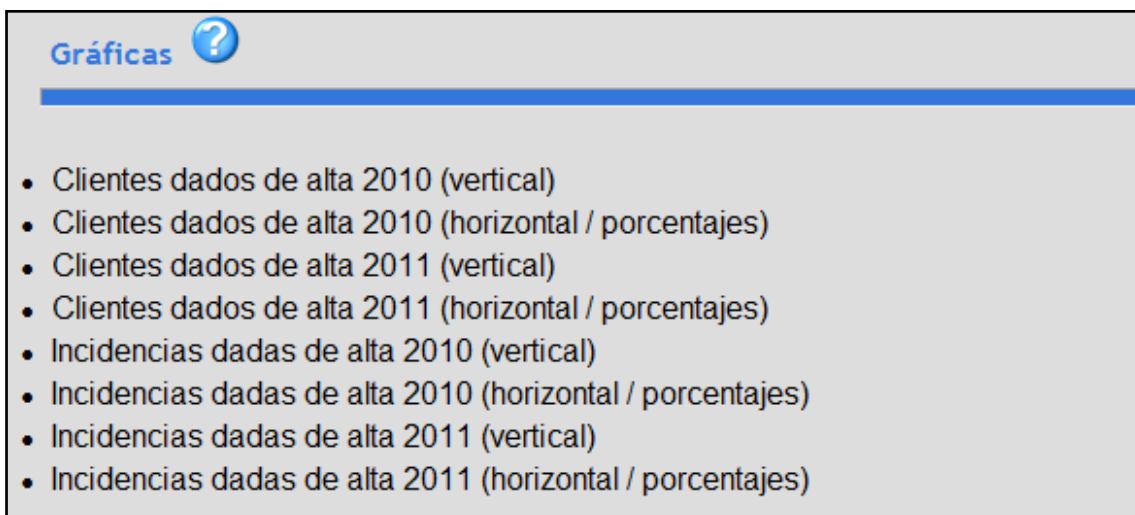 Gráficas
• Clientes dados de alta 2010 (vertical)
• Clientes dados de alta 2010 (horizontal / porcentajes)
• Clientes dados de alta 2011 (vertical)
• Clientes dados de alta 2011 (horizontal / porcentajes)
• Incidencias dadas de alta 2010 (vertical)
• Incidencias dadas de alta 2010 (horizontal / porcentajes)
• Incidencias dadas de alta 2011 (vertical)
• Incidencias dadas de alta 2011 (horizontal / porcentajes)